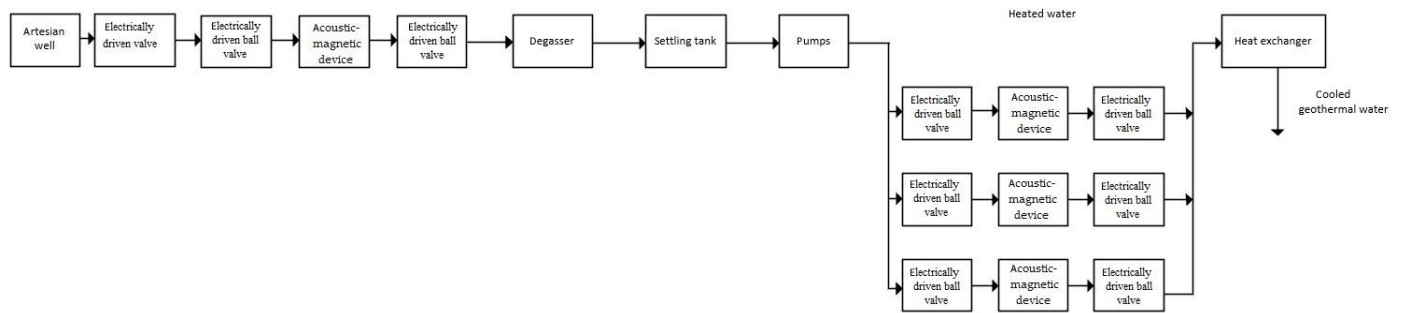 Artesian
well
Electrically
driven valve
Electrically
driven ball
valve
Acoustic-
magnetic
device
Electrically
driven ball
valve
Degasser
Settling tank
Pumps
Heated water
Heat exchanger
Cooled
geothermal water
Electrically
driven ball
valve
Acoustic-
magnetic
device
Electrically
driven ball
valve
Electrically
driven ball
valve
Acoustic-
magnetic
device
Electrically
driven ball
valve
Electrically
driven ball
valve
Acoustic-
magnetic
device
Electrically
driven ball
valve